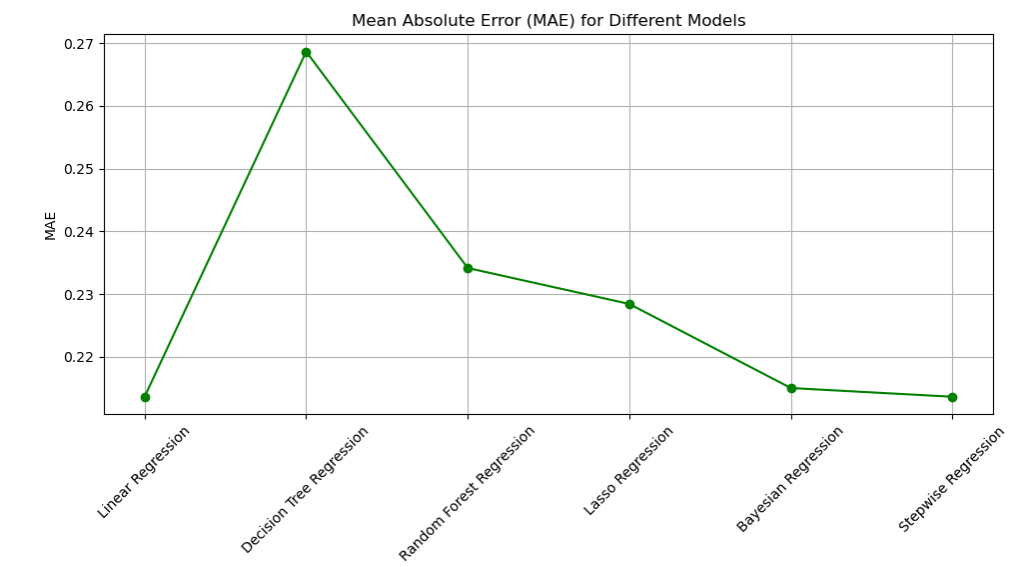 Mean Absolute Error (MAE) for Different Models
0.27
0.26
0.25
0.24
0.23
0.22
MAE
Linear Regression
Decision Tree Regression
Random Forest Regression
Lasso Regression
Bayesian Regression
Stepwise Regression